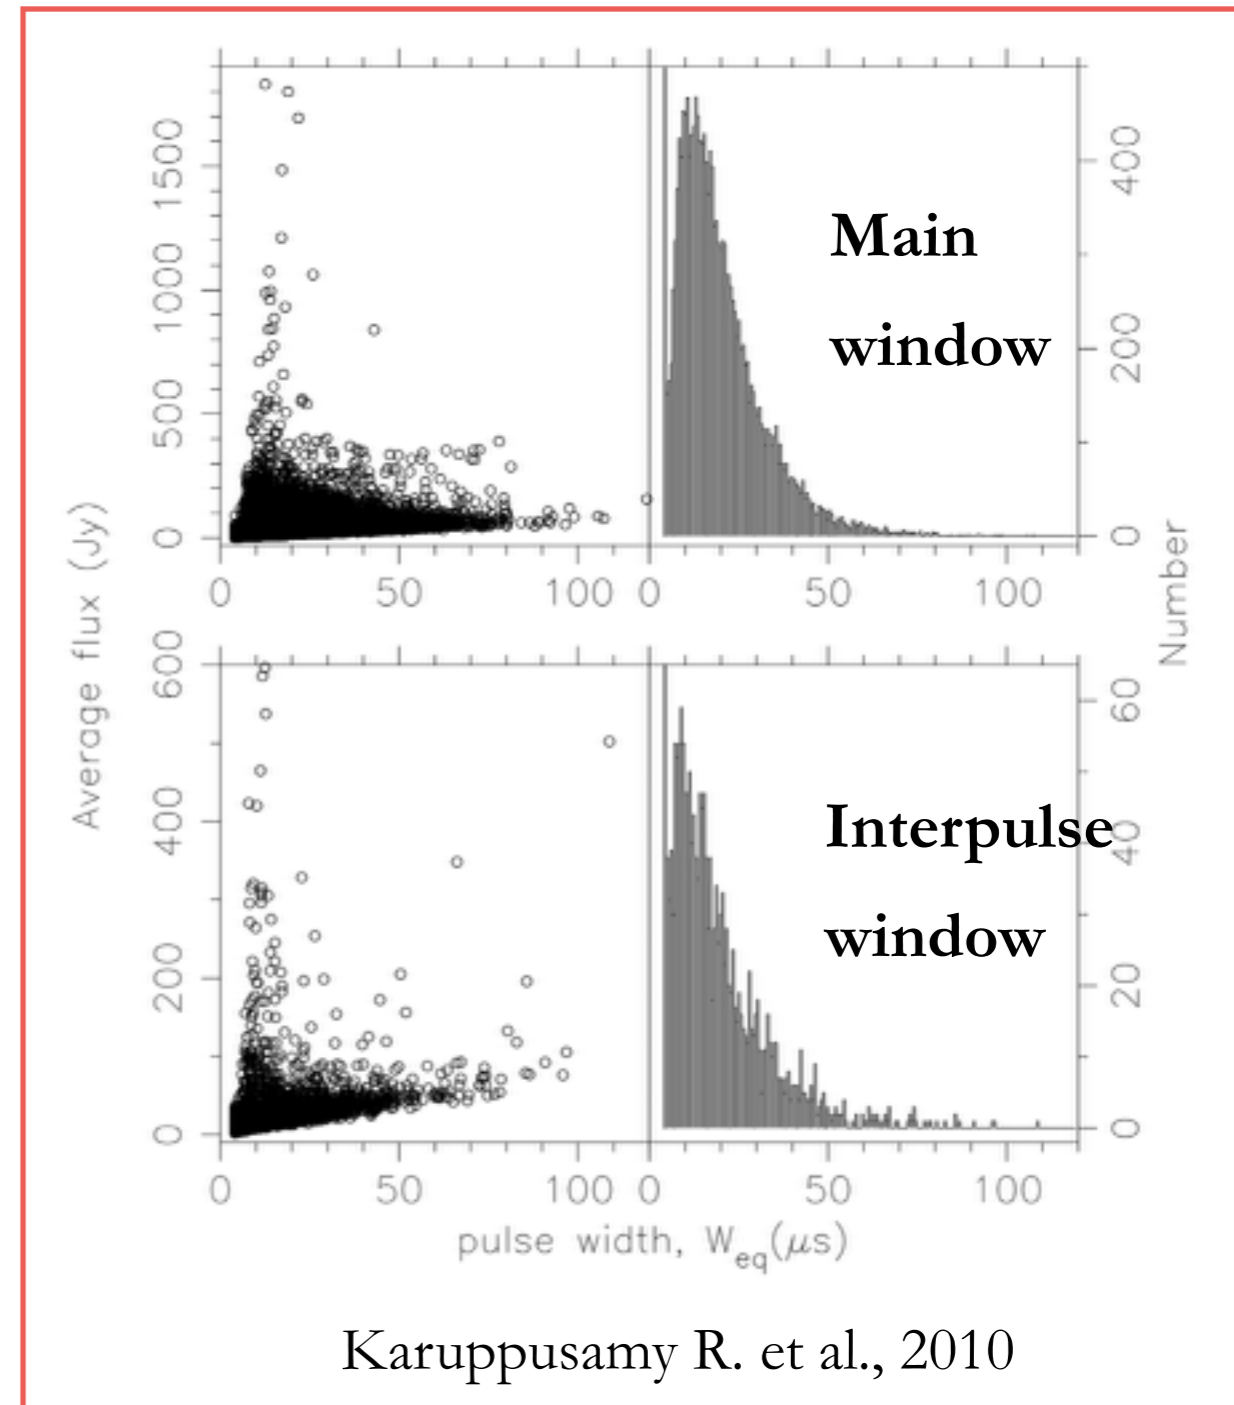 1500
1000
500
0
400
200
0
Main
window
0 50 100 0 50 100
Average flux (Jy)
Number
600
400
200
0
60
40
20
0
Interpulse
window
0 50 100 0 50 100
pulse width, Weq(μs)
Karuppusamy R. et al., 2010